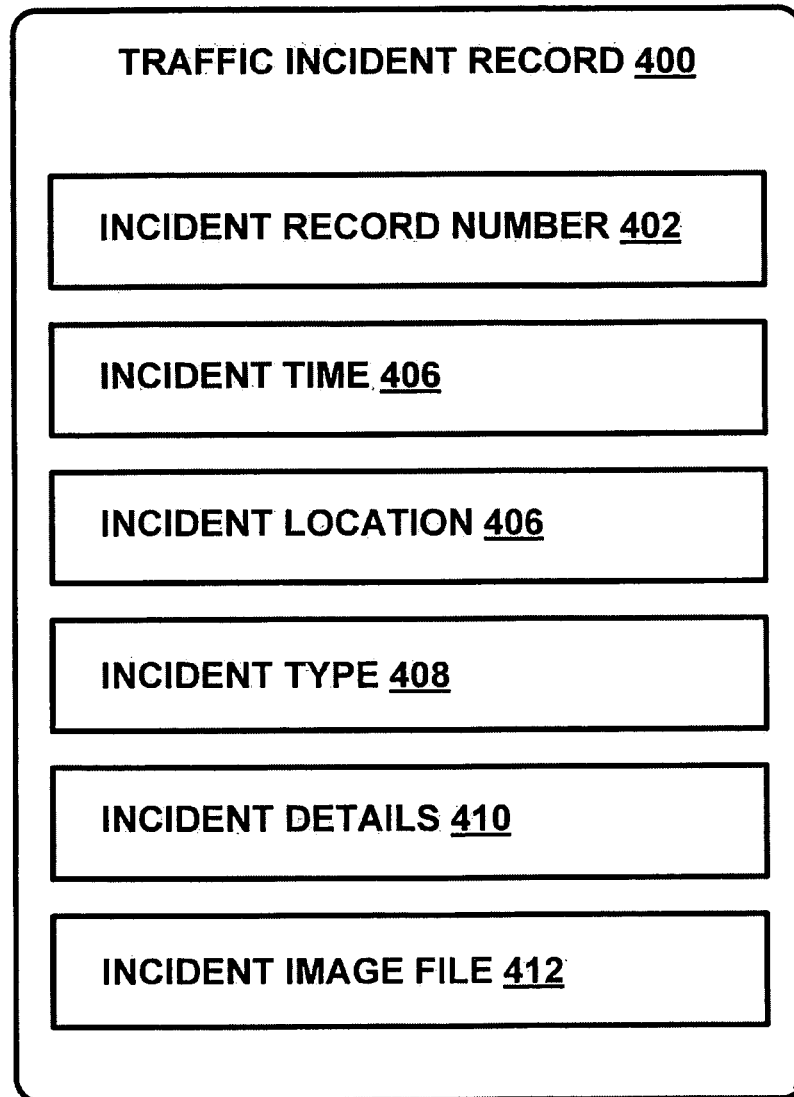 TRAFFIC INCIDENT RECORD 400
INCIDENT RECORD NUMBER 402
INCIDENT TIME 406
INCIDENT LOCATION 406
INCIDENT TYPE 408
INCIDENT DETAILS 410
INCIDENT IMAGE FILE 412